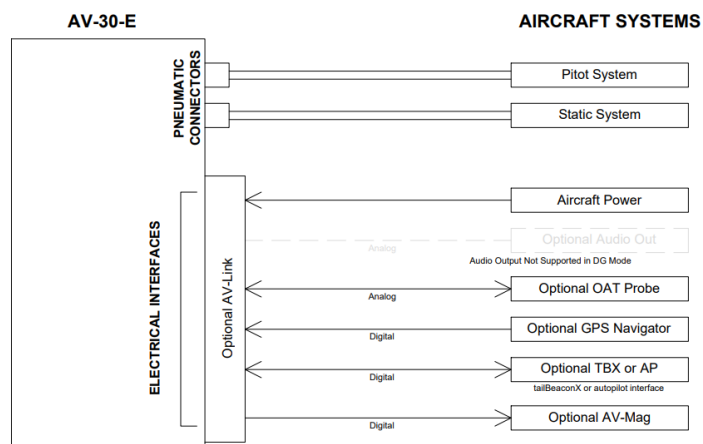 AV-30-E
AIRCRAFT SYSTEMS
PNEUMATIC
CONNECTORS
Pitot System
Static System
ELECTRICAL INTERFACES
Optional AV-Link
Aircraft Power
Analog
Optional Audio Out
Audio Output Not Supported in DG Mode
Analog
Optional OAT Probe
Digital
Optional GPS Navigator
Digital
Optional TBX or AP
tailBeaconX or autopilot interface
Digital
Optional AV-Mag